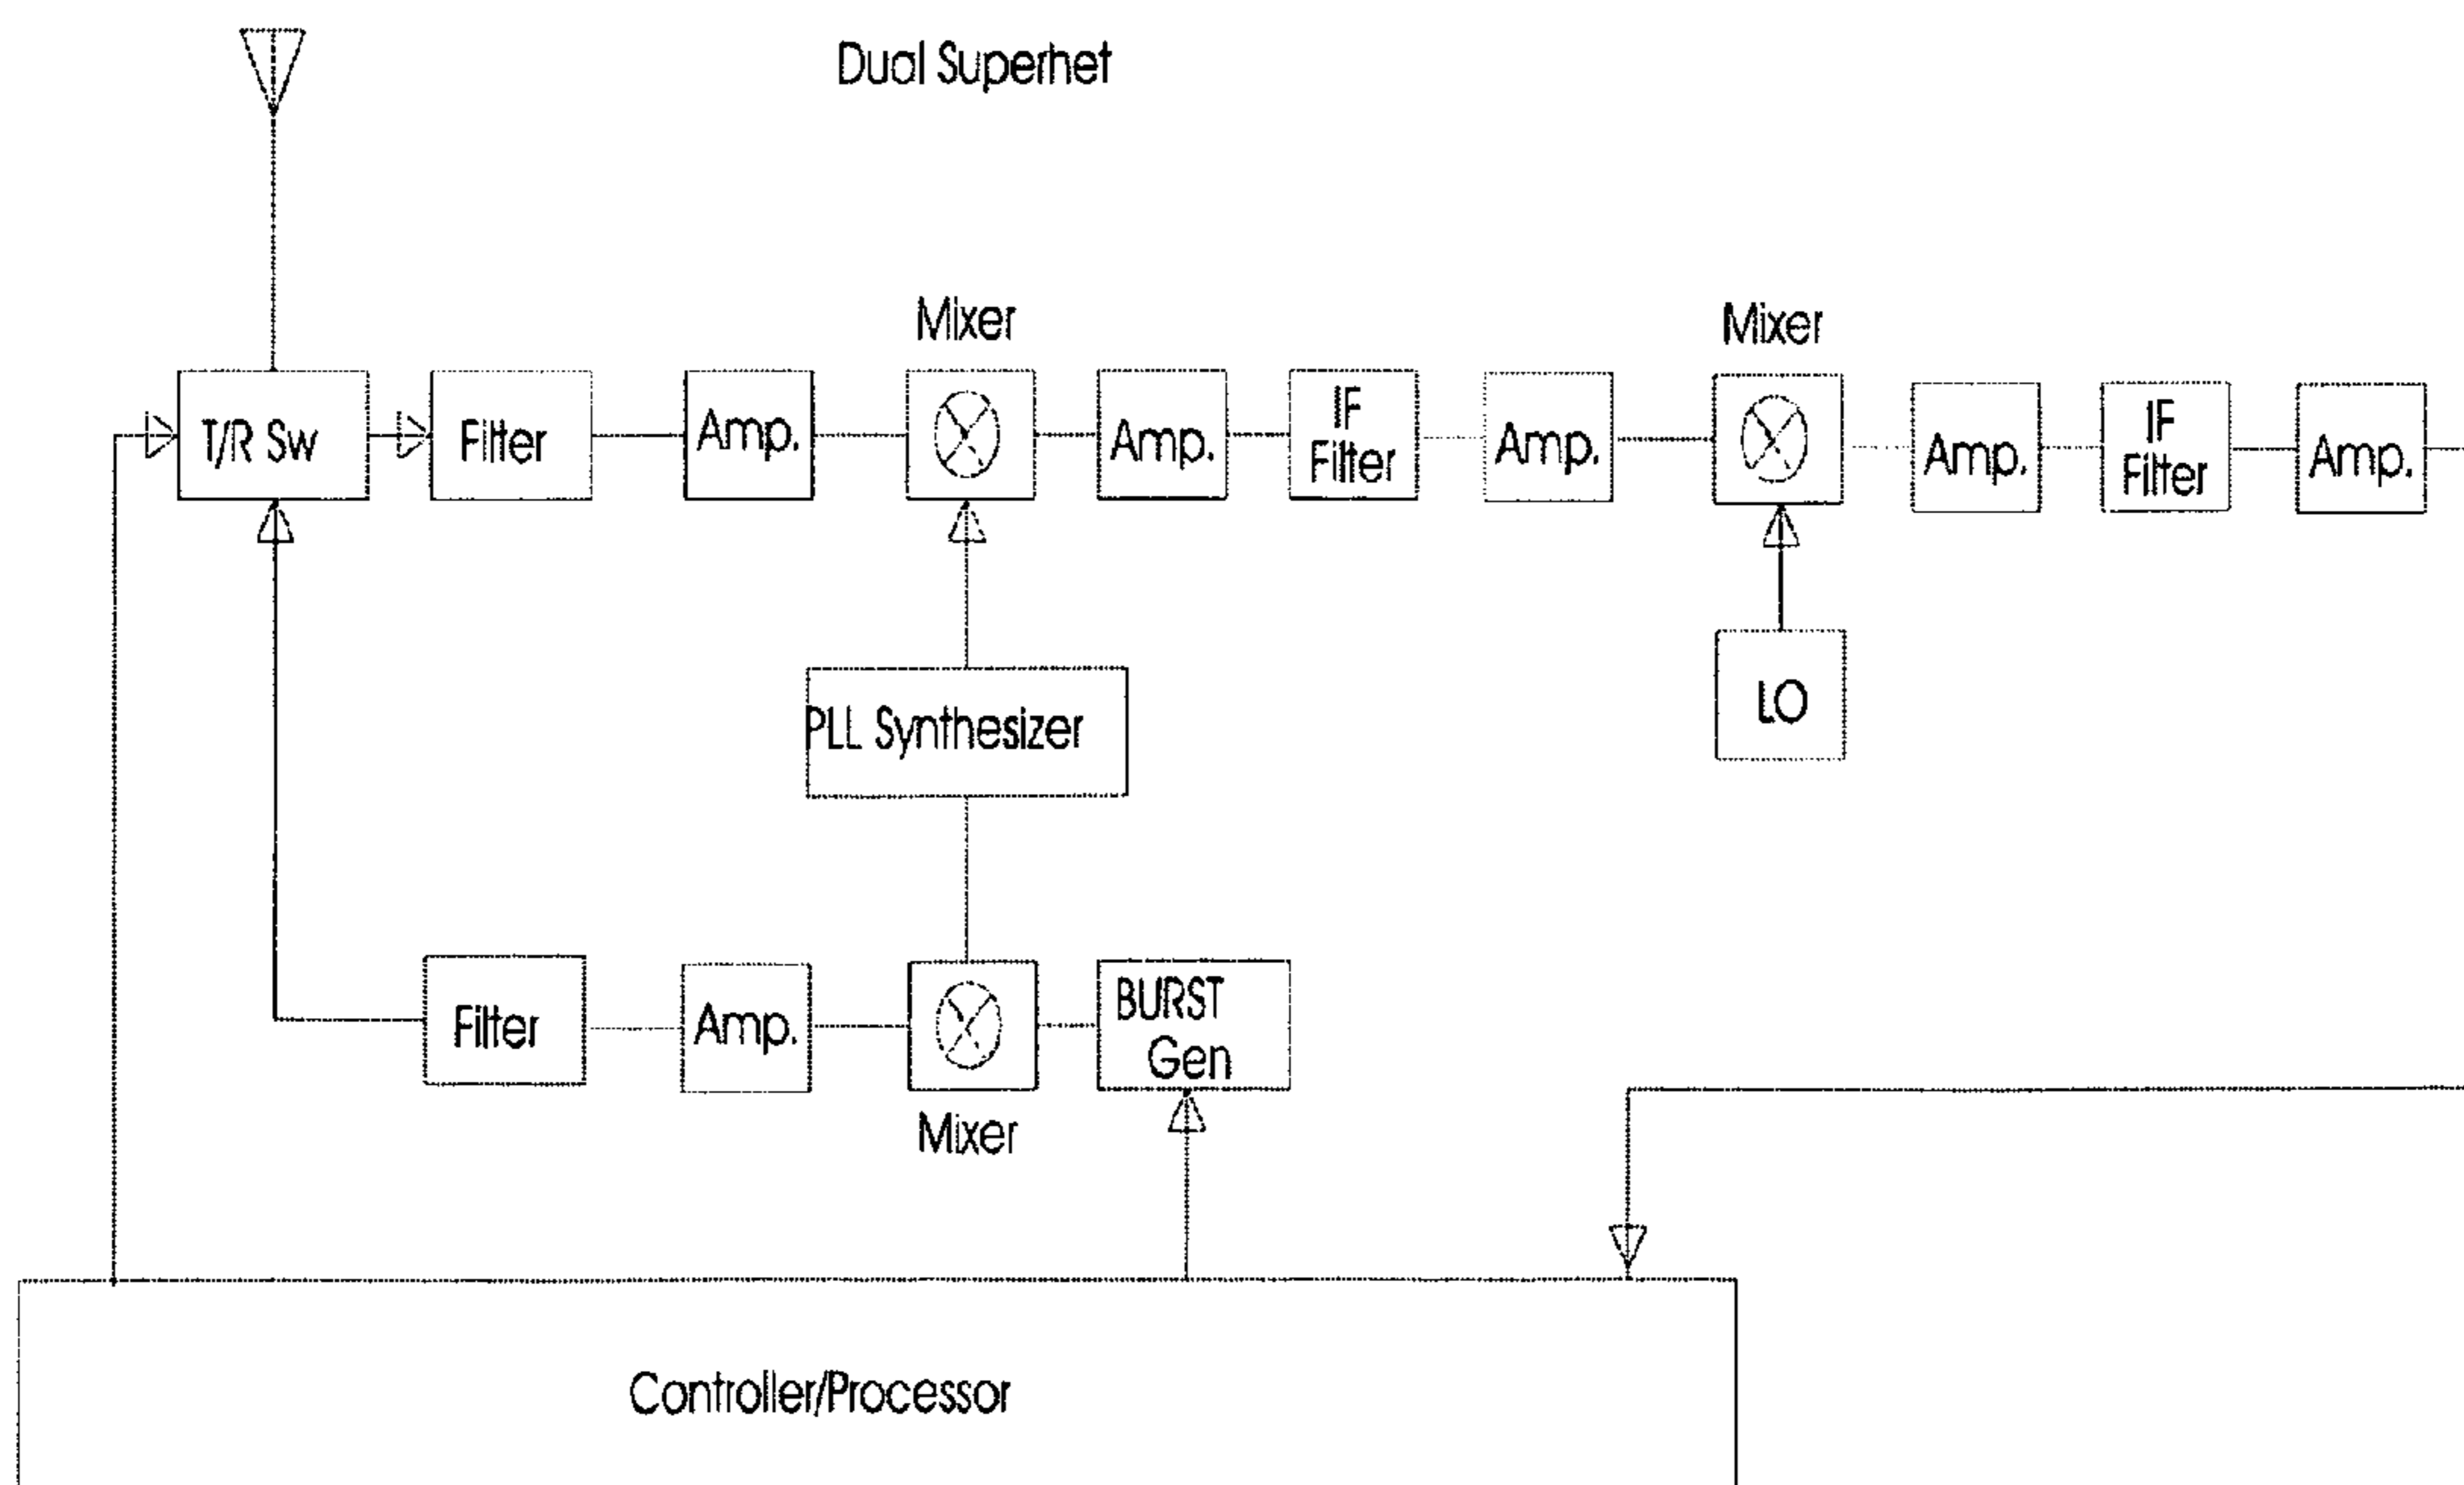 Dual Superhet
Mixer
Mixer
T/R Sw
Filter
Amp.
Amp.
IF
Filter
Amp.
Amp.
IF
Filter
Amp.
PLL Synthesizer
LO
Filter
Amp.
BURST
Gen
Mixer
Controller/Processor